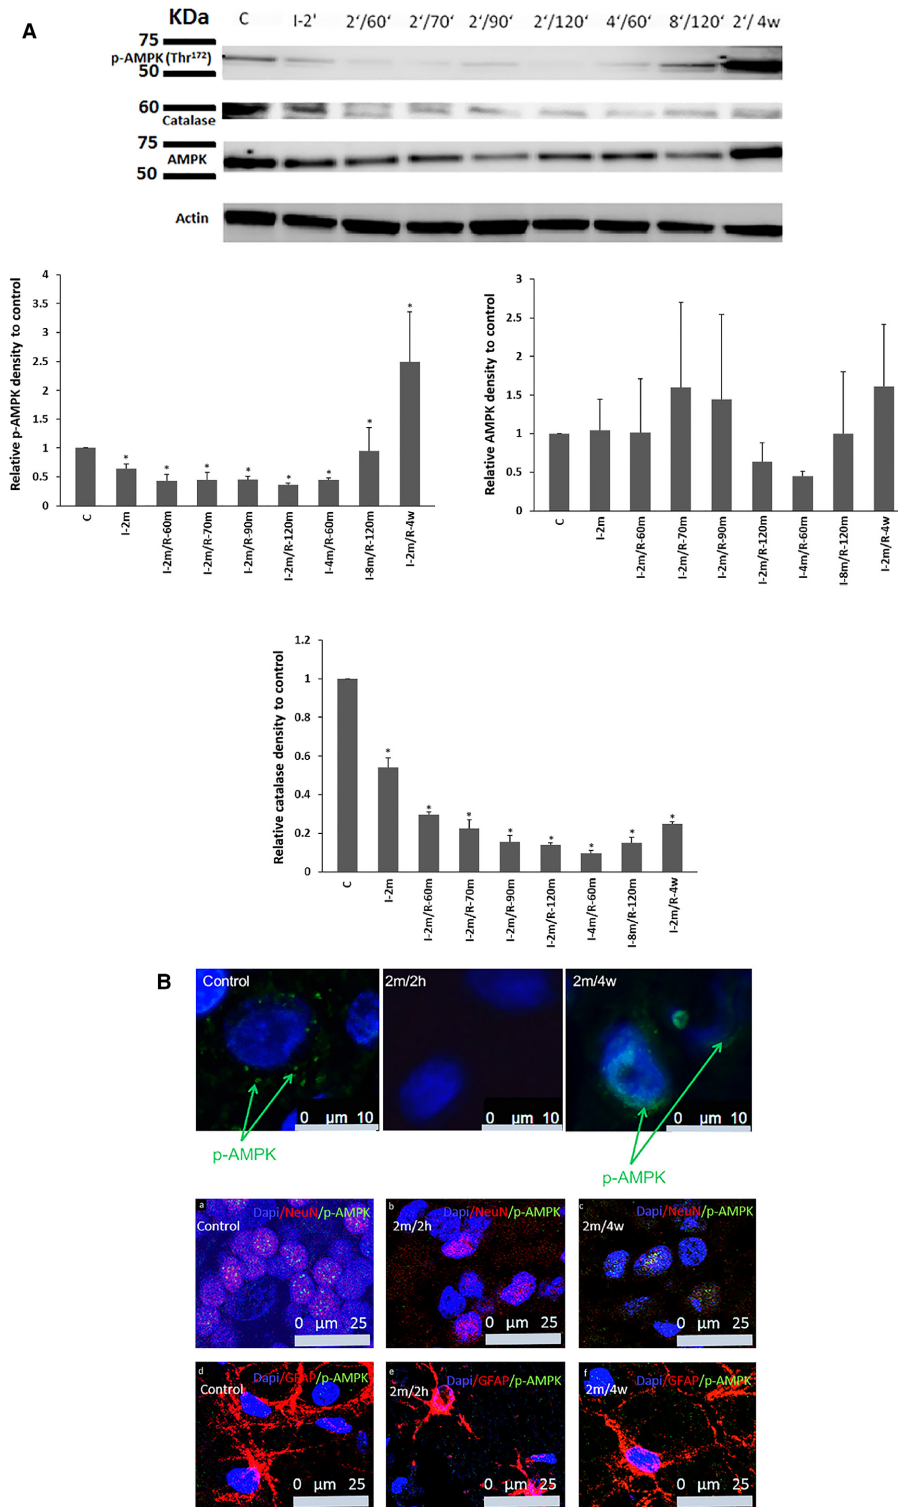 A
KDa C I-2' 2'/60' 2'/70' 2'/90' 2'/120' 4'/60' 8'/120' 2'/ 4w
75
p-AMPK (Thr172)
50
60
Catalase
75
AMPK
50
Actin
Relative p-AMPK density to control
4
3.5
3
2.5
2
1.5
1
0.5
0
* * * * * * * *
C I-2m I-2m/R-60m I-2m/R-70m I-2m/R-90m I-2m/R-120m I-4m/R-60m I-8m/R-120m I-2m/R-4w
Relative AMPK density to control
3
2.5
2
1.5
1
0.5
0
C I-2m I-2m/R-60m I-2m/R-70m I-2m/R-90m I-2m/R-120m I-4m/R-60m I-8m/R-120m I-2m/R-4w
Relative catalase density to control
1.2
1
0.8
0.6
0.4
0.2
0
* * * * * * * *
C I-2m I-2m/R-60m I-2m/R-70m I-2m/R-90m I-2m/R-120m I-4m/R-60m I-8m/R-120m I-2m/R-4w
B
Control 2m/2h 2m/4w
0 µm 10 0 µm 10 0 µm 10
p-AMPK p-AMPK
a b c
Dapi/NeuN/p-AMPK Dapi/NeuN/p-AMPK Dapi/NeuN/p-AMPK
Control 2m/2h 2m/4w
0 µm 25 0 µm 25 0 µm 25
d e f
Dapi/GFAP/p-AMPK Dapi/GFAP/p-AMPK Dapi/GFAP/p-AMPK
Control 2m/2h 2m/4w
0 µm 25 0 µm 25 0 µm 25